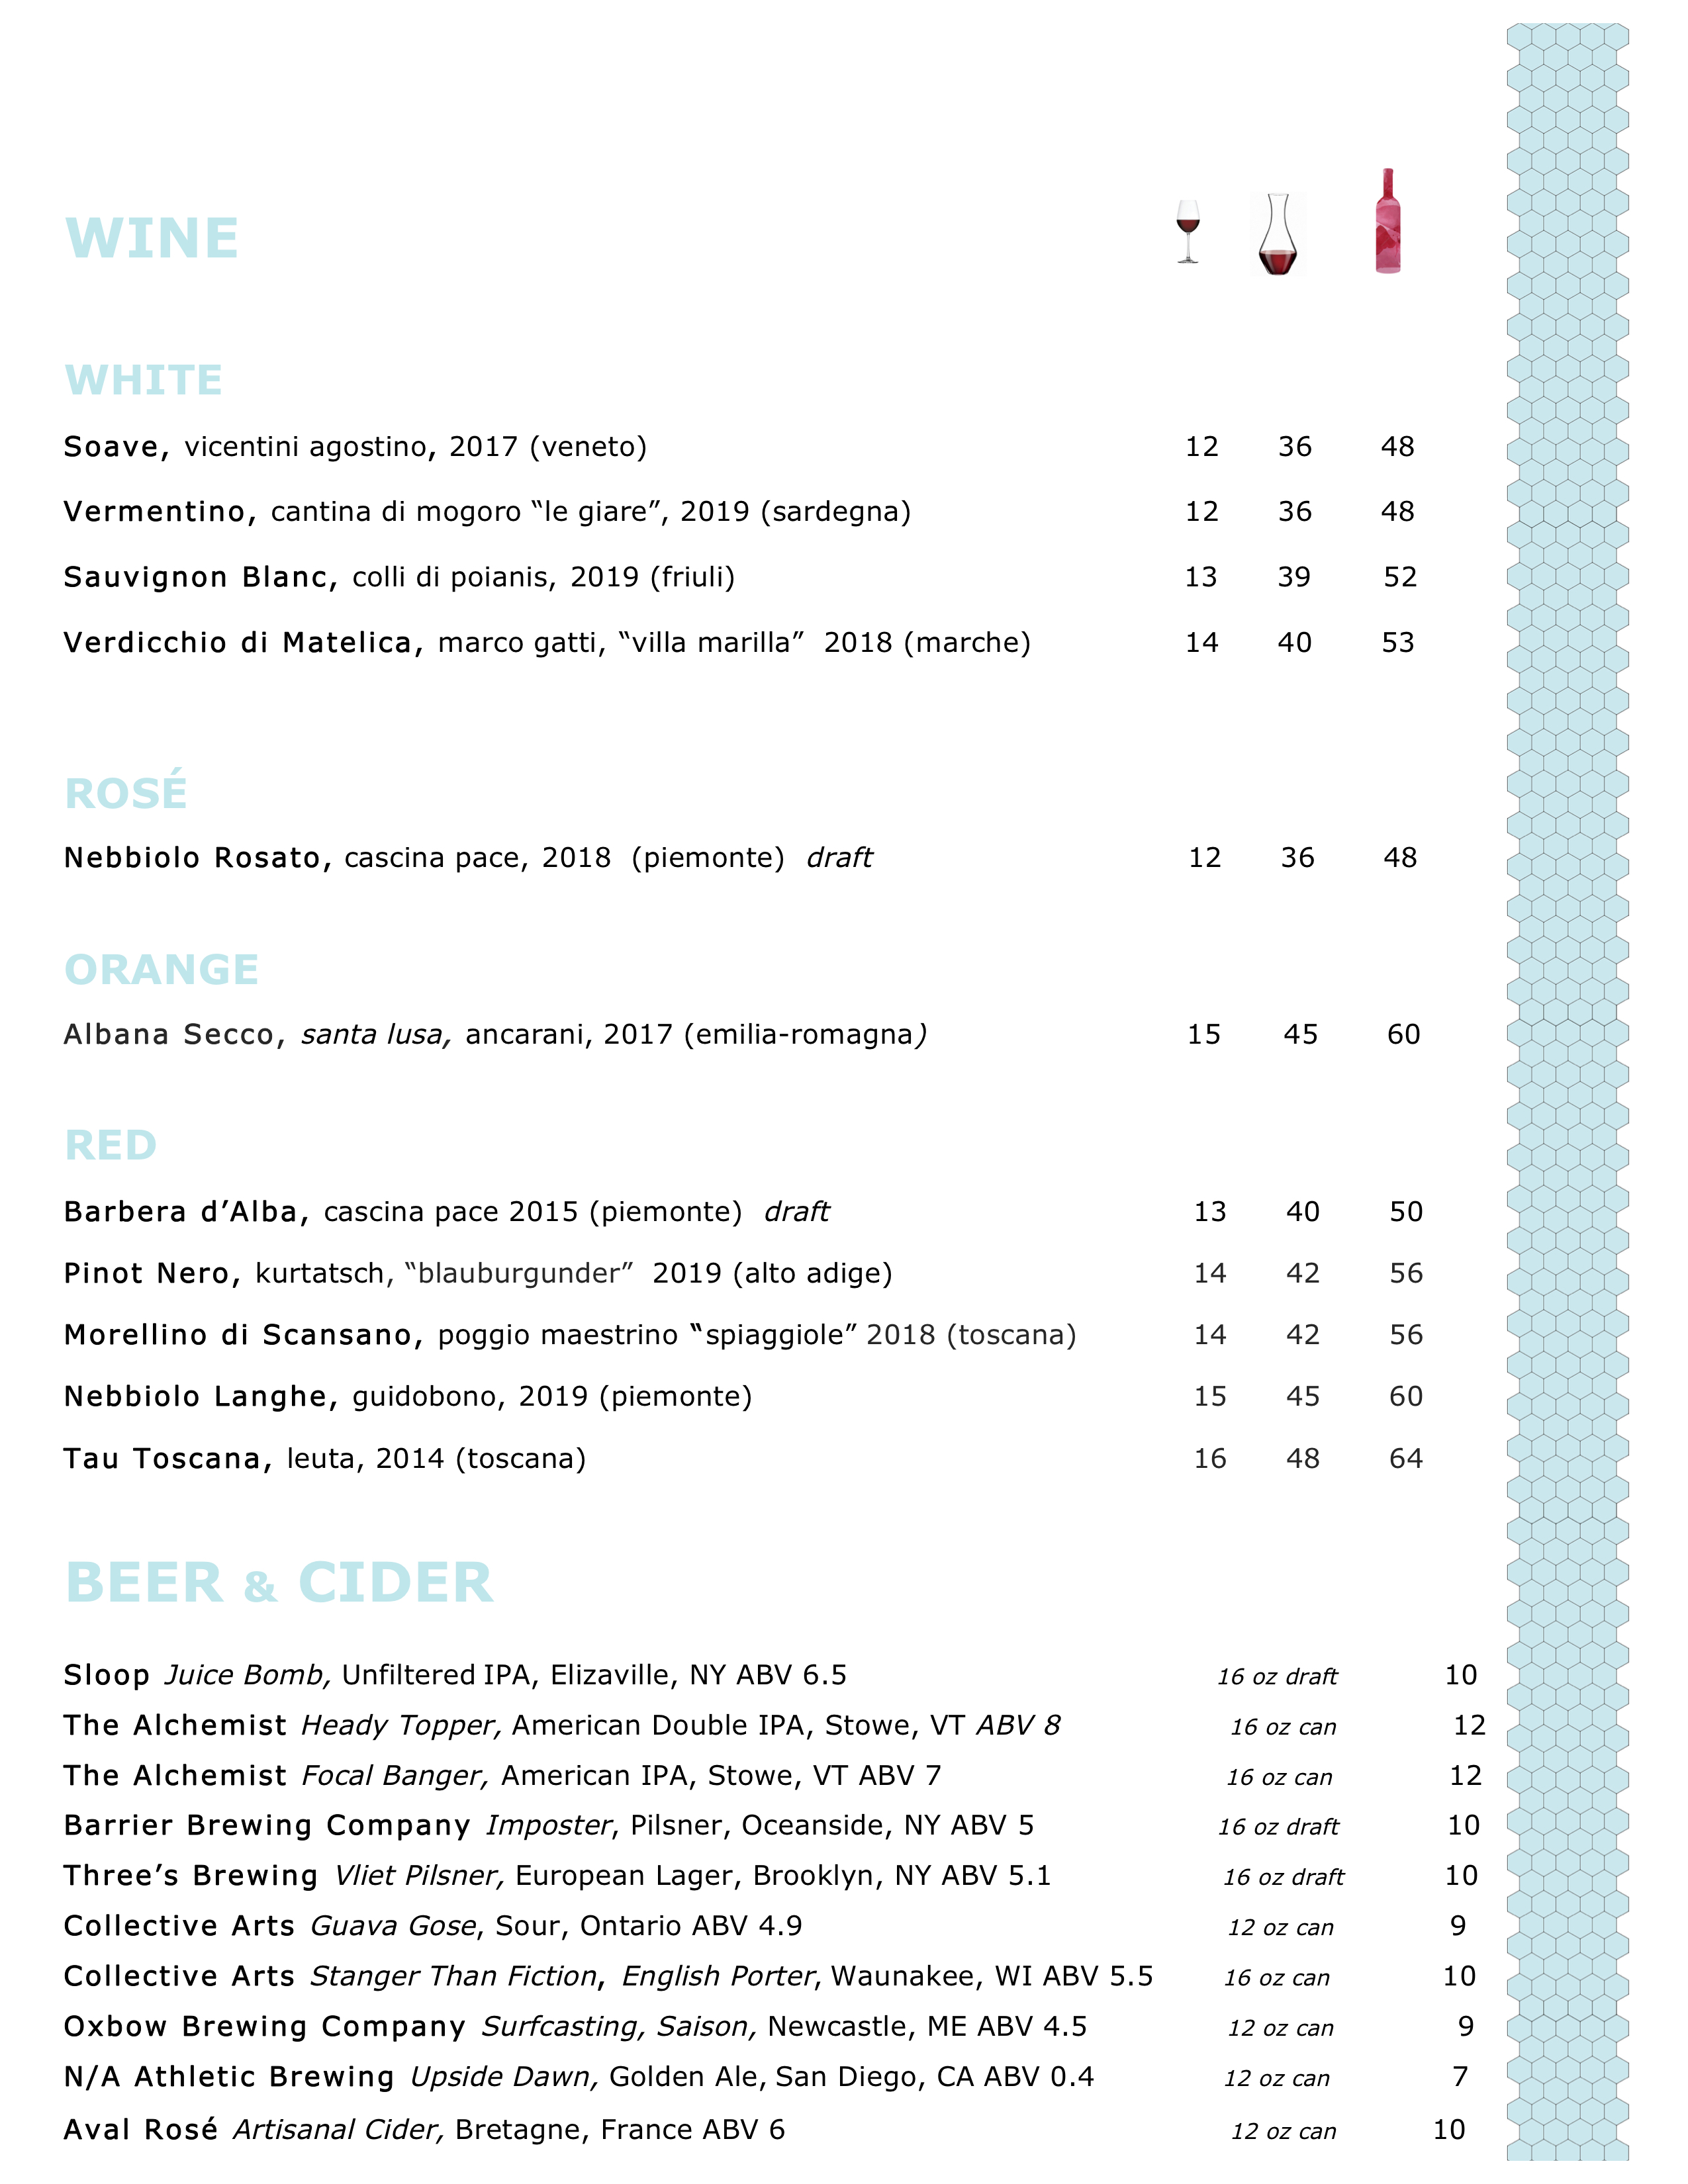 WINE
WHITE
Soave, vicentini agostino, 2017 (veneto) 12 36 48
Vermentino, cantina di mogoro “le giare”, 2019 (sardegna) 12 36 48
Sauvignon Blanc, colli di poianis, 2019 (friuli) 13 39 52
Verdicchio di Matelica, marco gatti, “villa marilla” 2018 (marche) 14 40 53
ROSÉ
Nebbiolo Rosato, cascina pace, 2018 (piemonte) draft 12 36 48
ORANGE
Albana Secco, santa lusa, ancarani, 2017 (emilia-romagna) 15 45 60
RED
Barbera d’Alba, cascina pace 2015 (piemonte) draft 13 40 50
Pinot Nero, kurtatsch, “blauburgunder” 2019 (alto adige) 14 42 56
Morellino di Scansano, poggio maestrino “spiaggiole” 2018 (toscana) 14 42 56
Nebbiolo Langhe, guidobono, 2019 (piemonte) 15 45 60
Tau Toscana, leuta, 2014 (toscana) 16 48 64
BEER & CIDER
Sloop Juice Bomb, Unfiltered IPA, Elizaville, NY ABV 6.5 16 oz draft 10
The Alchemist Heady Topper, American Double IPA, Stowe, VT ABV 8 16 oz can 12
The Alchemist Focal Banger, American IPA, Stowe, VT ABV 7 16 oz can 12
Barrier Brewing Company Imposter, Pilsner, Oceanside, NY ABV 5 16 oz draft 10
Three’s Brewing Vliet Pilsner, European Lager, Brooklyn, NY ABV 5.1 16 oz draft 10
Collective Arts Guava Gose, Sour, Ontario ABV 4.9 12 oz can 9
Collective Arts Stanger Than Fiction, English Porter, Waunakee, WI ABV 5.5 16 oz can 10
Oxbow Brewing Company Surfcasting, Saison, Newcastle, ME ABV 4.5 12 oz can 9
N/A Athletic Brewing Upside Dawn, Golden Ale, San Diego, CA ABV 0.4 12 oz can 7
Aval Rosé Artisanal Cider, Bretagne, France ABV 6 12 oz can 10